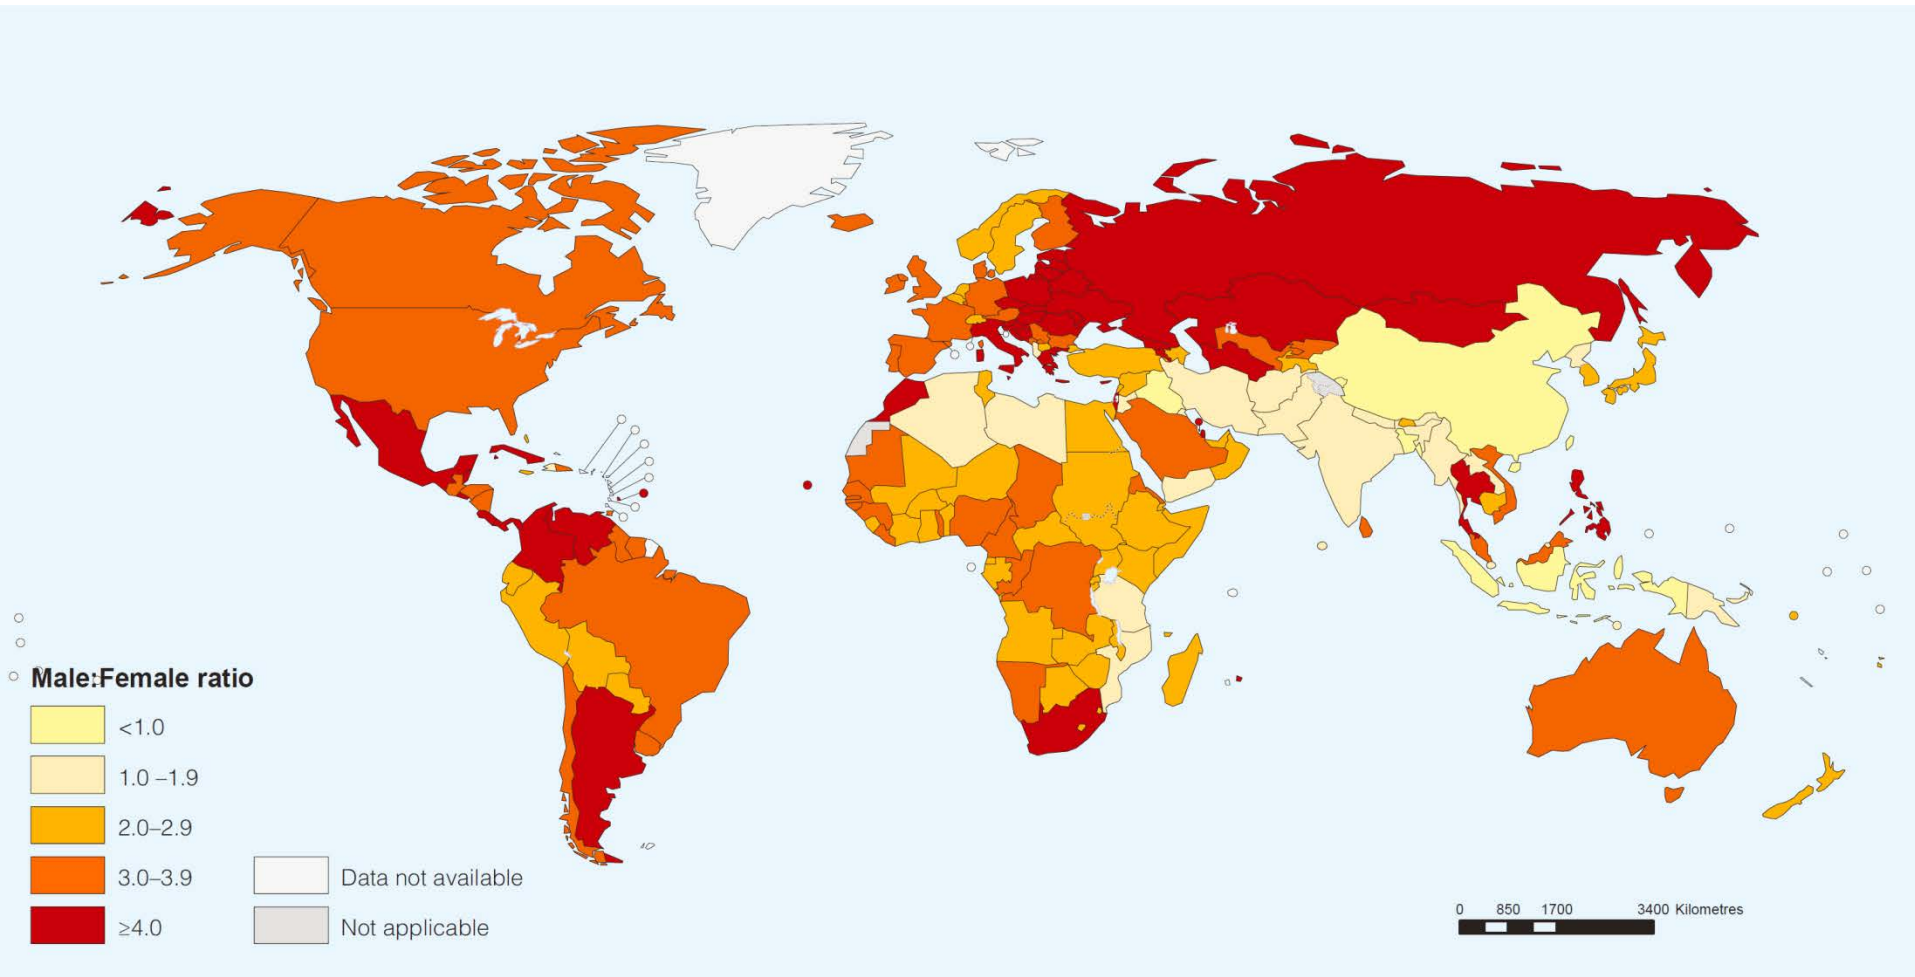 Male:Female ratio
<1.0
1.0 –1.9
2.0–2.9
3.0–3.9
≥4.0
Data not available
Not applicable
0 850 1700 3400 Kilometres